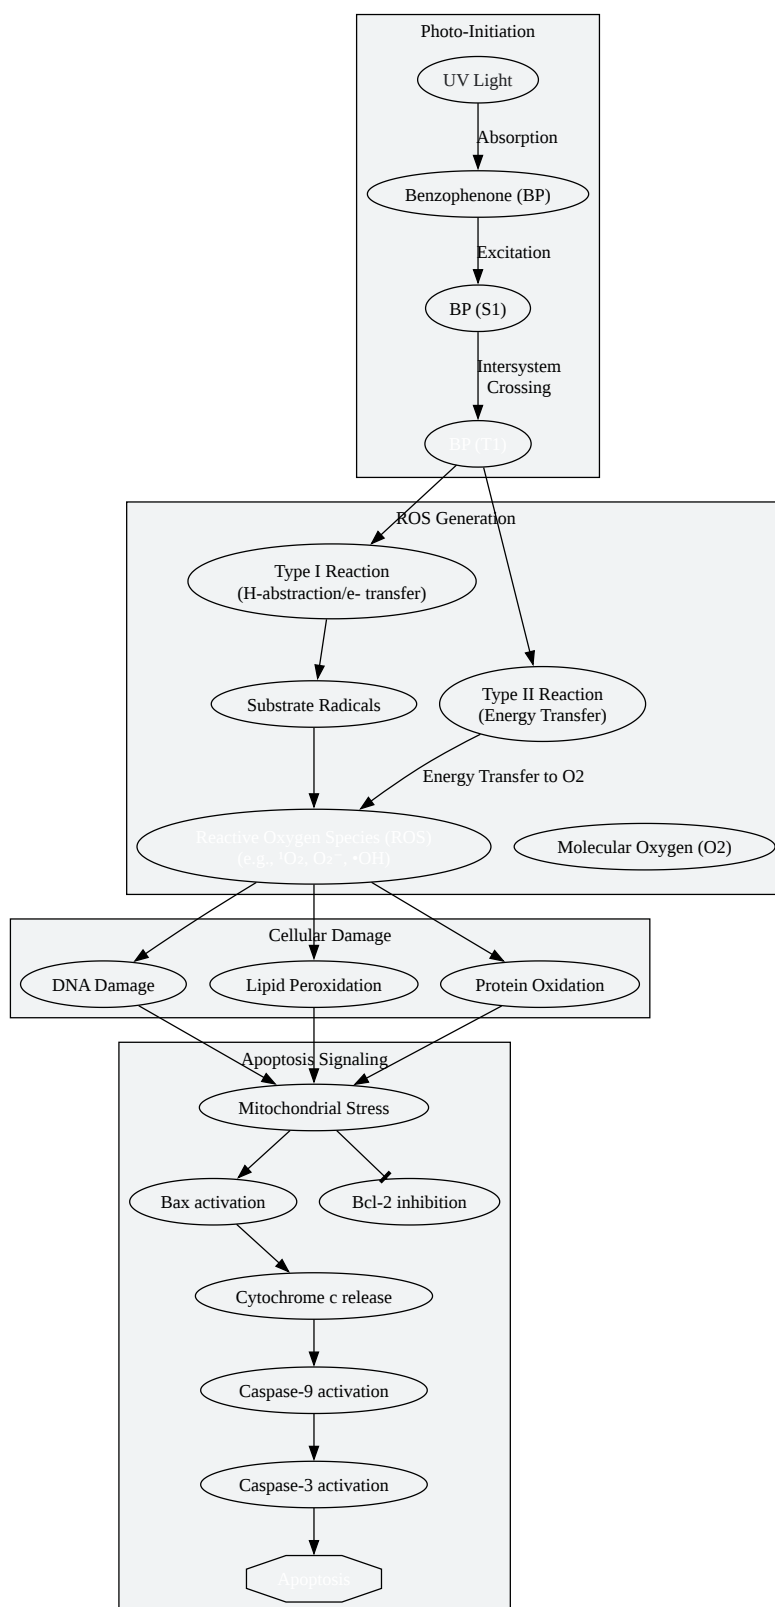 Photo-Initiation
UV Light
Absorption
Benzophenone (BP)
Excitation
BP (S1)
Intersystem
Crossing
BP (T1)
ROS Generation
Type I Reaction
(H-abstraction/e- transfer)
Substrate Radicals
Type II Reaction
(Energy Transfer)
Energy Transfer to O2
Reactive Oxygen Species (ROS)
(e.g., ¹O₂, O₂⁻, •OH)
Molecular Oxygen (O2)
Cellular Damage
DNA Damage
Lipid Peroxidation
Protein Oxidation
Apoptosis Signaling
Mitochondrial Stress
Bax activation
Bcl-2 inhibition
Cytochrome c release
Caspase-9 activation
Caspase-3 activation
Apoptosis